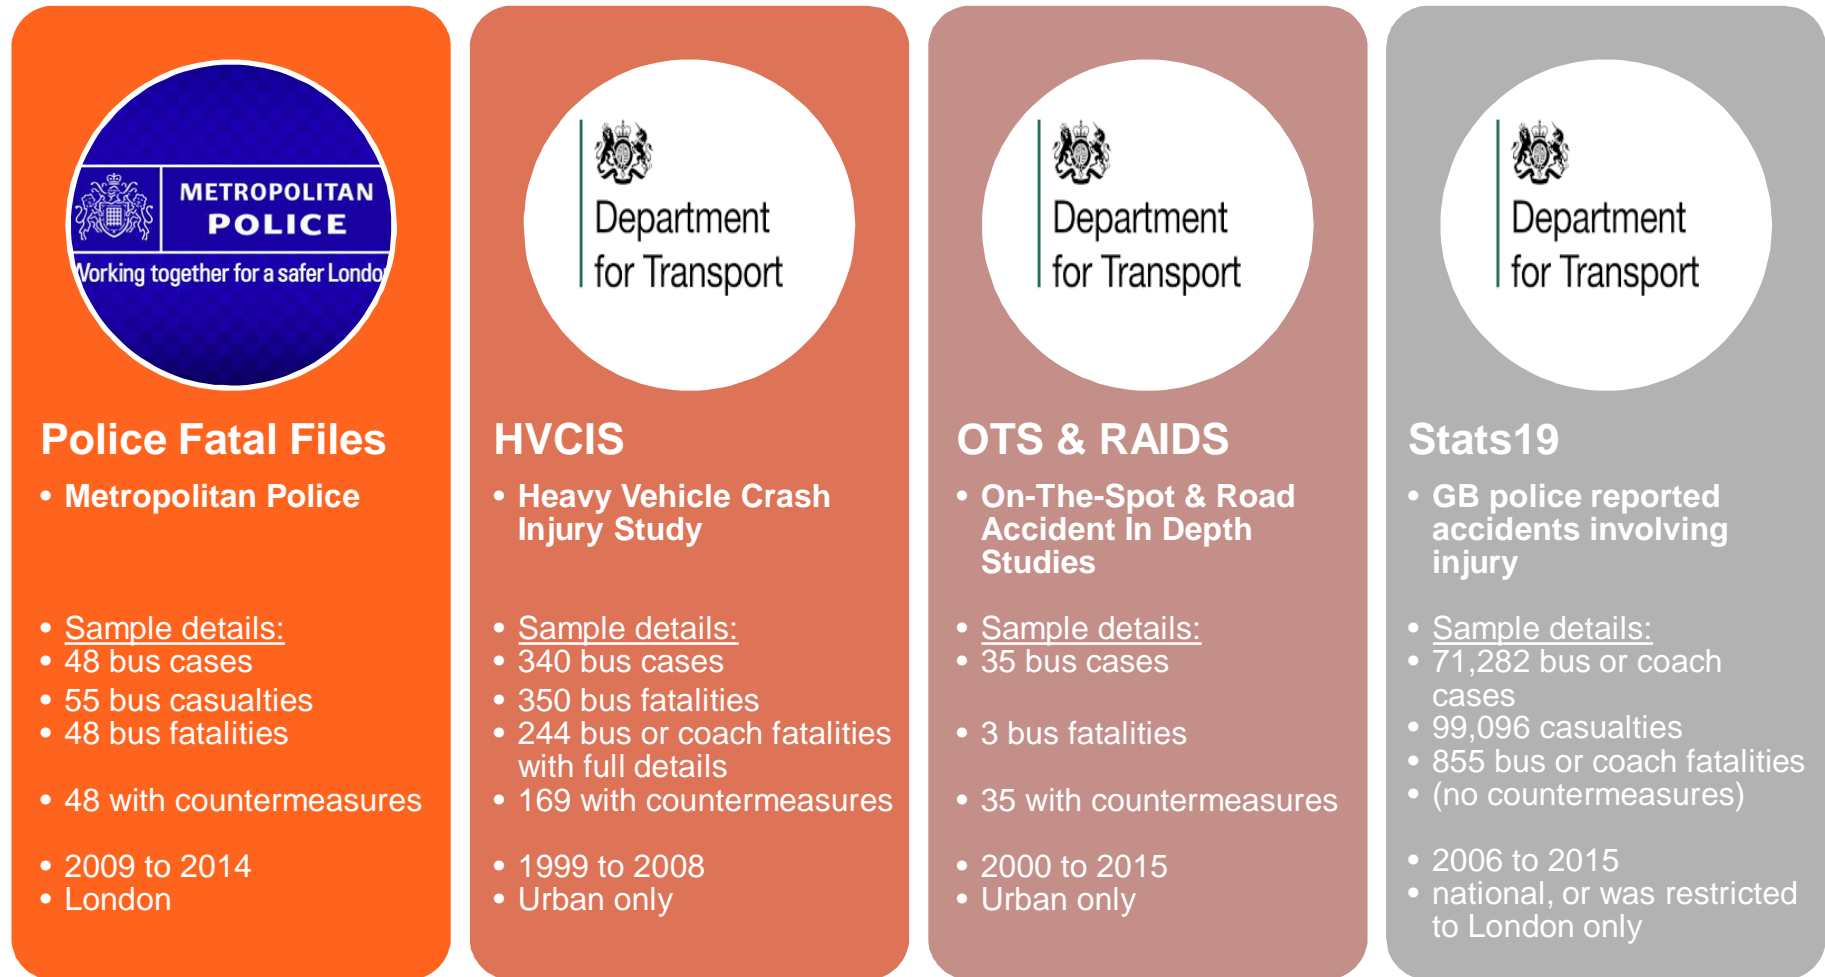 METROPOLITAN
POLICE
Working together for a safer London
Police Fatal Files
• Metropolitan Police
• Sample details:
• 48 bus cases
• 55 bus casualties
• 48 bus fatalities
• 48 with countermeasures
• 2009 to 2014
• London
Department
for Transport
HVCIS
• Heavy Vehicle Crash
Injury Study
• Sample details:
• 340 bus cases
• 350 bus fatalities
• 244 bus or coach fatalities
with full details
• 169 with countermeasures
• 1999 to 2008
• Urban only
Department
for Transport
OTS & RAIDS
• On-The-Spot & Road
Accident In Depth
Studies
• Sample details:
• 35 bus cases
• 3 bus fatalities
• 35 with countermeasures
• 2000 to 2015
• Urban only
Department
for Transport
Stats19
• GB police reported
accidents involving
injury
• Sample details:
• 71,282 bus or coach
cases
• 99,096 casualties
• 855 bus or coach fatalities
• (no countermeasures)
• 2006 to 2015
• national, or was restricted
to London only